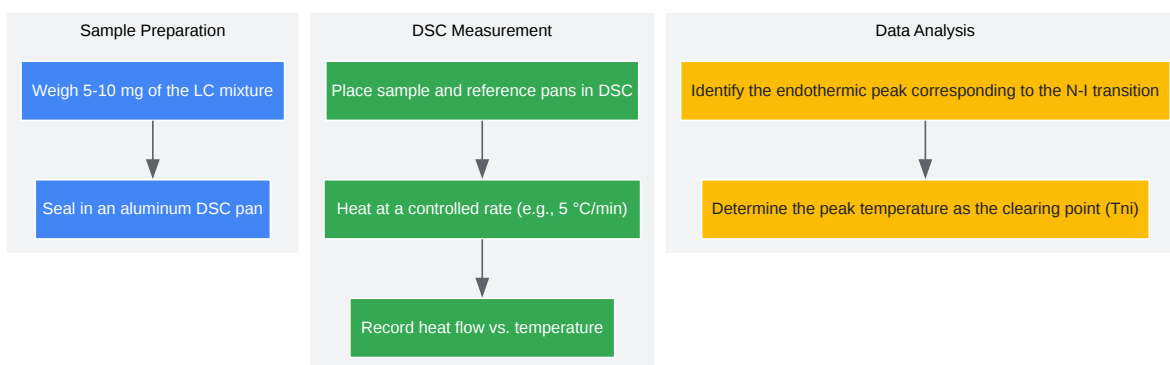 Sample Preparation
Weigh 5-10 mg of the LC mixture
Seal in an aluminum DSC pan
DSC Measurement
Place sample and reference pans in DSC
Heat at a controlled rate (e.g., 5 °C/min)
Record heat flow vs. temperature
Data Analysis
Identify the endothermic peak corresponding to the N-I transition
Determine the peak temperature as the clearing point (Tni)